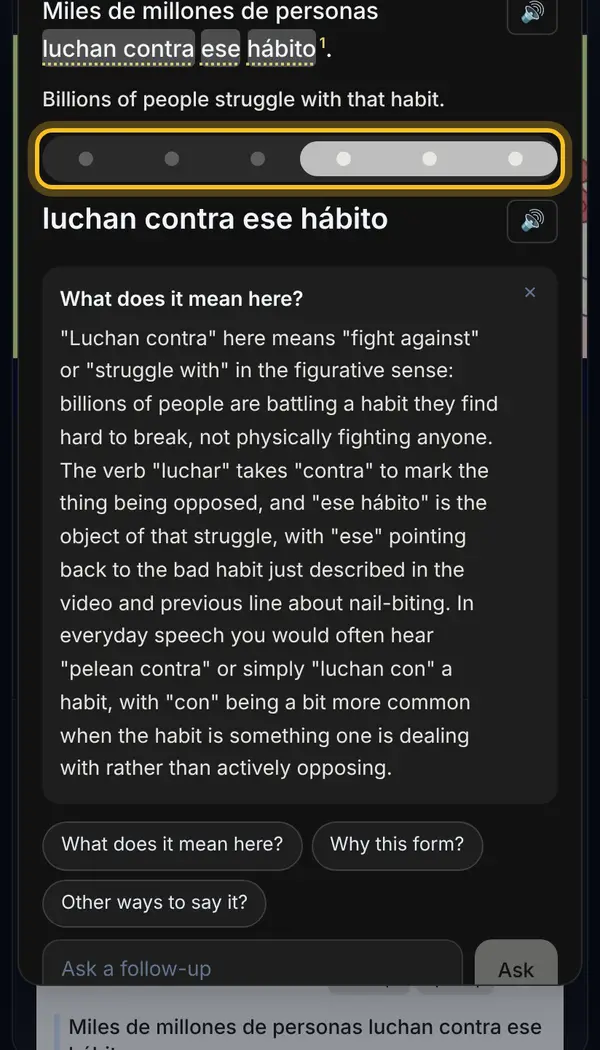 Miles de millones de personas
luchan contra ese hábito¹.
Billions of people struggle with that habit.
luchan contra ese hábito
What does it mean here?
×
"Luchan contra" here means "fight against"
or "struggle with" in the figurative sense:
billions of people are battling a habit they find
hard to break, not physically fighting anyone.
The verb "luchar" takes "contra" to mark the
thing being opposed, and "ese hábito" is the
object of that struggle, with "ese" pointing
back to the bad habit just described in the
video and previous line about nail-biting. In
everyday speech you would often hear
"pelean contra" or simply "luchan con" a
habit, with "con" being a bit more common
when the habit is something one is dealing
with rather than actively opposing.
What does it mean here?
Why this form?
Other ways to say it?
Ask a follow-up
Ask
Miles de millones de personas luchan contra ese